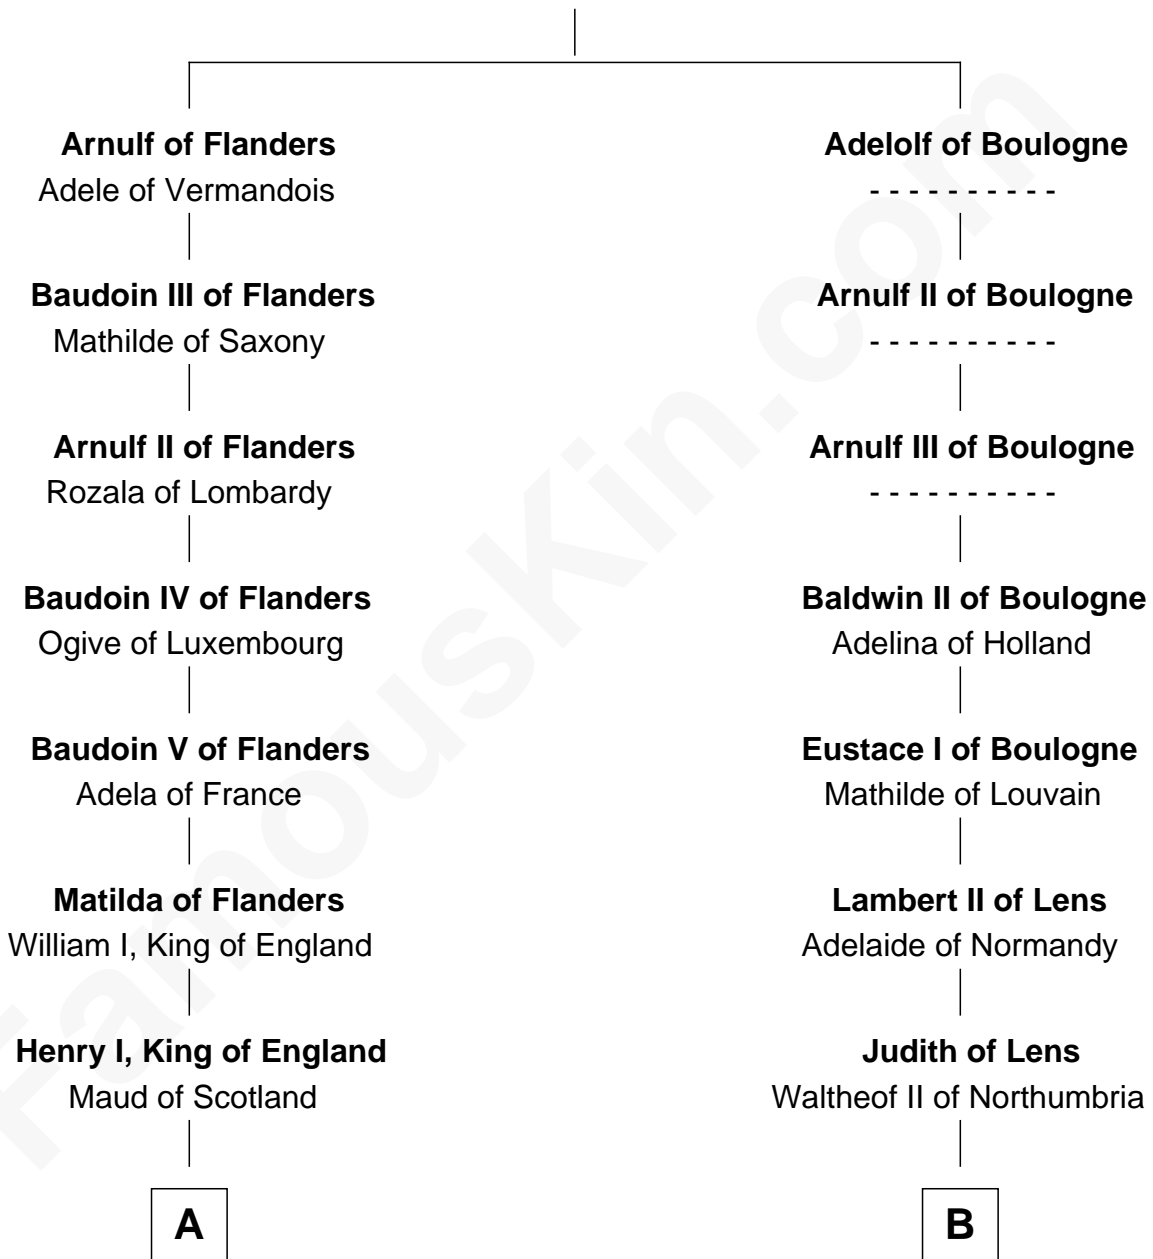 Arnulf of Flanders
Adele of Vermandois
Adelolf of Boulogne
- - - - - - - - - -
Baudoin III of Flanders
Mathilde of Saxony
Arnulf II of Boulogne
- - - - - - - - - -
Arnulf II of Flanders
Rozala of Lombardy
Arnulf III of Boulogne
- - - - - - - - - -
Baudoin IV of Flanders
Ogive of Luxembourg
Baldwin II of Boulogne
Adelina of Holland
Baudoin V of Flanders
Adela of France
Eustace I of Boulogne
Mathilde of Louvain
Matilda of Flanders
William I, King of England
Lambert II of Lens
Adelaide of Normandy
Henry I, King of England
Maud of Scotland
Judith of Lens
Waltheof II of Northumbria
A
B
FamousKin.com